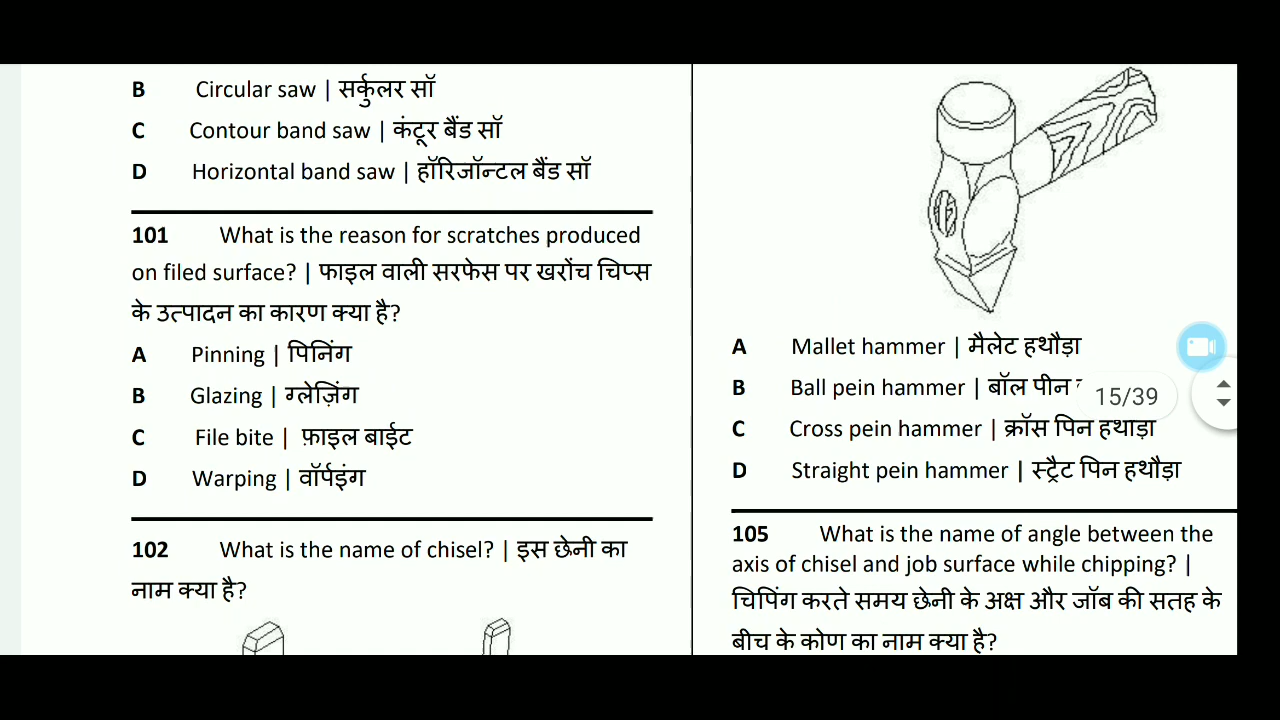 B Circular saw | सर्कुलर सॉ
C Contour band saw | कंटूर बैंड सॉ
D Horizontal band saw | हॉरिजॉन्टल बैंड सॉ
101 What is the reason for scratches produced
on filed surface? | फाइल वाली सरफेस पर खरोंच चिप्स
के उत्पादन का कारण क्या है?
A Pinning | पिनिंग
B Glazing | ग्लेज़िंग
C File bite | फ़ाइल बाईट
D Warping | वॉर्पइंग
102 What is the name of chisel? | इस छेनी का
नाम क्या है?
A Mallet hammer | मैलेट हथौड़ा
B Ball pein hammer | बॉल पीन
15/39
C Cross pein hammer | क्रॉस पिन हथाड़ा
D Straight pein hammer | स्ट्रैट पिन हथौड़ा
105 What is the name of angle between the
axis of chisel and job surface while chipping? |
चिपिंग करते समय छेनी के अक्ष और जॉब की सतह के
बीच के कोण का नाम क्या है?